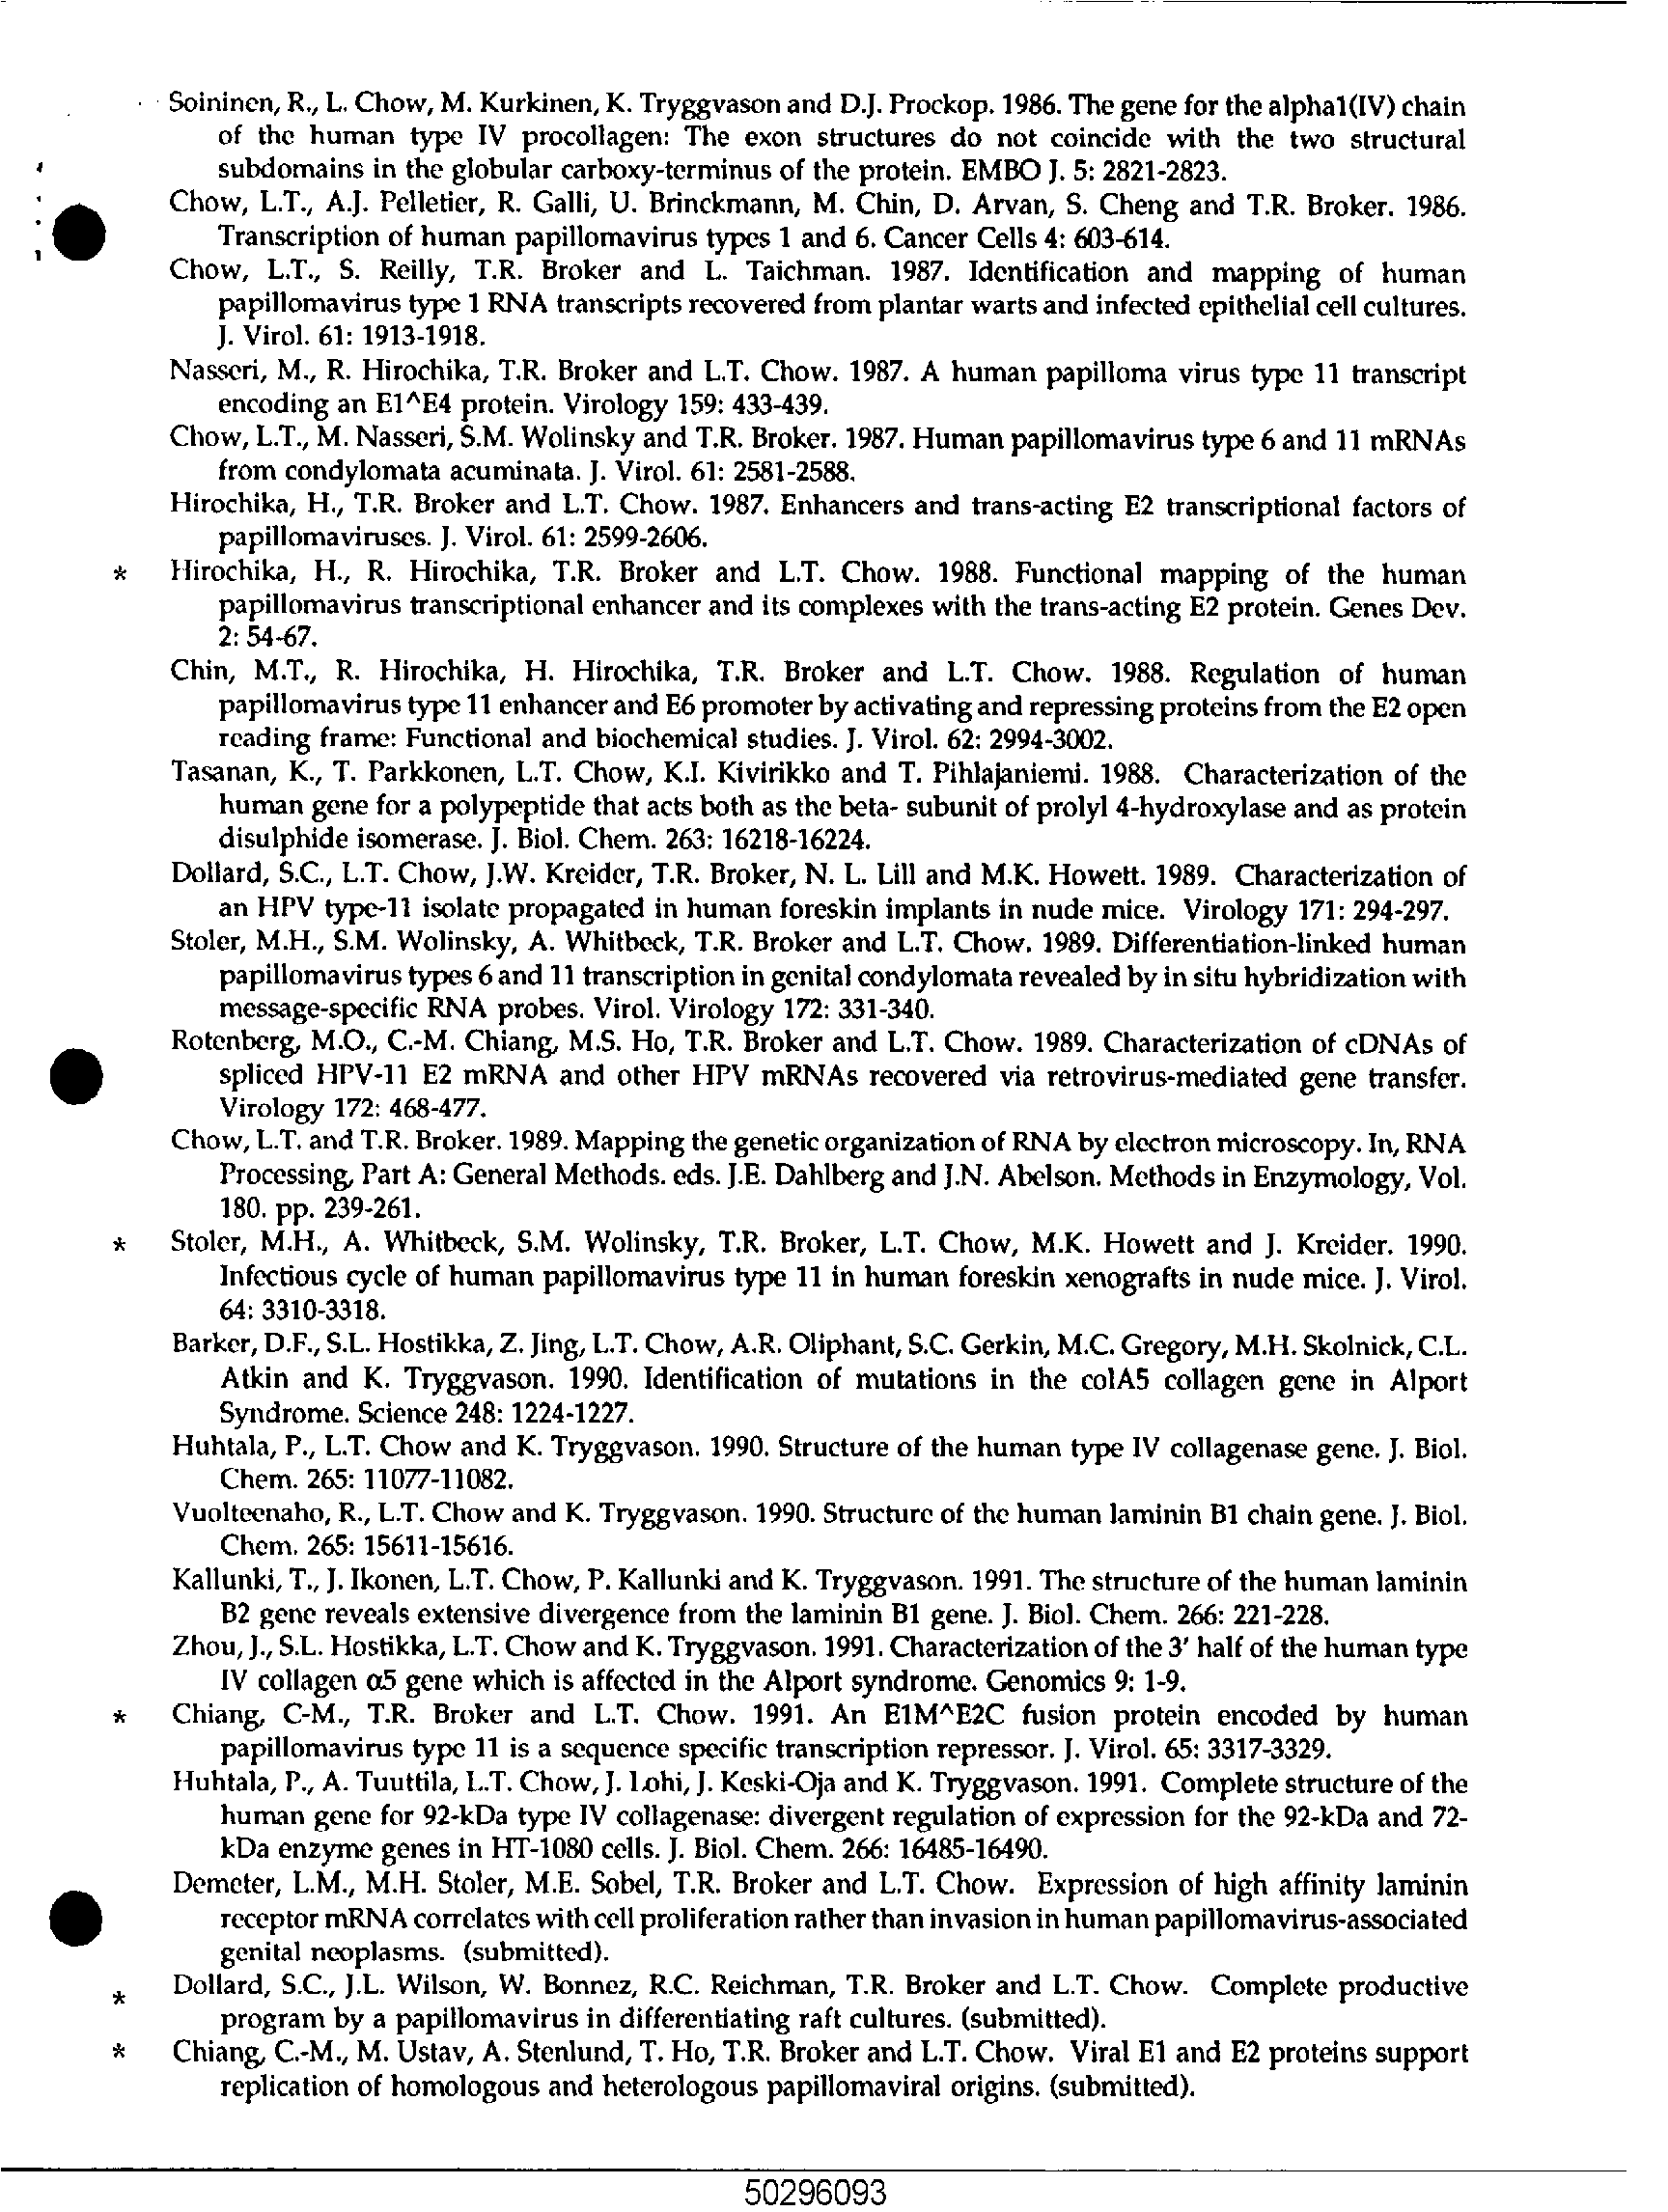 Soininen, R., L. Chow, M. Kurkinen, K. Tryggvason and D.J. Prockop. 1986. The gene for the alpha1(IV) chain
of the human type IV procollagen: The exon structures do not coincide with the two structural
subdomains in the globular carboxy-terminus of the protein. EMBO J. 5: 2821-2823.
Chow, L.T., A.J. Pelletier, R. Galli, U. Brinckmann, M. Chin, D. Arvan, S. Cheng and T.R. Broker. 1986.
Transcription of human papillomavirus types 1 and 6. Cancer Cells 4: 603-614.
Chow, L.T., S. Reilly, T.R. Broker and L. Taichman. 1987. Identification and mapping of human
papillomavirus type 1 RNA transcripts recovered from plantar warts and infected epithelial cell cultures.
J. Virol. 61: 1913-1918.
Nasseri, M., R. Hirochika, T.R. Broker and L.T. Chow. 1987. A human papilloma virus type 11 transcript
encoding an E1^E4 protein. Virology 159: 433-439.
Chow, L.T., M. Nasseri, S.M. Wolinsky and T.R. Broker. 1987. Human papillomavirus type 6 and 11 mRNAs
from condylomata acuminata. J. Virol. 61: 2581-2588.
Hirochika, H., T.R. Broker and L.T. Chow. 1987. Enhancers and trans-acting E2 transcriptional factors of
papillomaviruses. J. Virol. 61: 2599-2606.
* Hirochika, H., R. Hirochika, T.R. Broker and L.T. Chow. 1988. Functional mapping of the human
papillomavirus transcriptional enhancer and its complexes with the trans-acting E2 protein. Genes Dev.
2: 54-67.
Chin, M.T., R. Hirochika, H. Hirochika, T.R. Broker and L.T. Chow. 1988. Regulation of human
papillomavirus type 11 enhancer and E6 promoter by activating and repressing proteins from the E2 open
reading frame: Functional and biochemical studies. J. Virol. 62: 2994-3002.
Tasanan, K., T. Parkkonen, L.T. Chow, K.I. Kivirikko and T. Pihlajaniemi. 1988. Characterization of the
human gene for a polypeptide that acts both as the beta- subunit of prolyl 4-hydroxylase and as protein
disulphide isomerase. J. Biol. Chem. 263: 16218-16224.
Dollard, S.C., L.T. Chow, J.W. Kreider, T.R. Broker, N. L. Lill and M.K. Howett. 1989. Characterization of
an HPV type-11 isolate propagated in human foreskin implants in nude mice. Virology 171: 294-297.
Stoler, M.H., S.M. Wolinsky, A. Whitbeck, T.R. Broker and L.T. Chow. 1989. Differentiation-linked human
papillomavirus types 6 and 11 transcription in genital condylomata revealed by in situ hybridization with
message-specific RNA probes. Virol. Virology 172: 331-340.
Rotenberg, M.O., C.-M. Chiang, M.S. Ho, T.R. Broker and L.T. Chow. 1989. Characterization of cDNAs of
spliced HPV-11 E2 mRNA and other HPV mRNAs recovered via retrovirus-mediated gene transfer.
Virology 172: 468-477.
Chow, L.T. and T.R. Broker. 1989. Mapping the genetic organization of RNA by electron microscopy. In, RNA
Processing, Part A: General Methods. eds. J.E. Dahlberg and J.N. Abelson. Methods in Enzymology, Vol.
180. pp. 239-261.
* Stoler, M.H., A. Whitbeck, S.M. Wolinsky, T.R. Broker, L.T. Chow, M.K. Howett and J. Kreider. 1990.
Infectious cycle of human papillomavirus type 11 in human foreskin xenografts in nude mice. J. Virol.
64: 3310-3318.
Barker, D.F., S.L. Hostikka, Z. Jing, L.T. Chow, A.R. Oliphant, S.C. Gerkin, M.C. Gregory, M.H. Skolnick, C.L.
Atkin and K. Tryggvason. 1990. Identification of mutations in the colA5 collagen gene in Alport
Syndrome. Science 248: 1224-1227.
Huhtala, P., L.T. Chow and K. Tryggvason. 1990. Structure of the human type IV collagenase gene. J. Biol.
Chem. 265: 11077-11082.
Vuolteenaho, R., L.T. Chow and K. Tryggvason. 1990. Structure of the human laminin B1 chain gene. J. Biol.
Chem. 265: 15611-15616.
Kallunki, T., J. Ikonen, L.T. Chow, P. Kallunki and K. Tryggvason. 1991. The structure of the human laminin
B2 gene reveals extensive divergence from the laminin B1 gene. J. Biol. Chem. 266: 221-228.
Zhou, J., S.L. Hostikka, L.T. Chow and K. Tryggvason. 1991. Characterization of the 3' half of the human type
IV collagen α5 gene which is affected in the Alport syndrome. Genomics 9: 1-9.
* Chiang, C-M., T.R. Broker and L.T. Chow. 1991. An E1M^E2C fusion protein encoded by human
papillomavirus type 11 is a sequence specific transcription repressor. J. Virol. 65: 3317-3329.
Huhtala, P., A. Tuuttila, L.T. Chow, J. Lohi, J. Keski-Oja and K. Tryggvason. 1991. Complete structure of the
human gene for 92-kDa type IV collagenase: divergent regulation of expression for the 92-kDa and 72-
kDa enzyme genes in HT-1080 cells. J. Biol. Chem. 266: 16485-16490.
Demeter, L.M., M.H. Stoler, M.E. Sobel, T.R. Broker and L.T. Chow. Expression of high affinity laminin
receptor mRNA correlates with cell proliferation rather than invasion in human papillomavirus-associated
genital neoplasms. (submitted).
* Dollard, S.C., J.L. Wilson, W. Bonnez, R.C. Reichman, T.R. Broker and L.T. Chow. Complete productive
program by a papillomavirus in differentiating raft cultures. (submitted).
* Chiang, C.-M., M. Ustav, A. Stenlund, T. Ho, T.R. Broker and L.T. Chow. Viral E1 and E2 proteins support
replication of homologous and heterologous papillomaviral origins. (submitted).
50296093